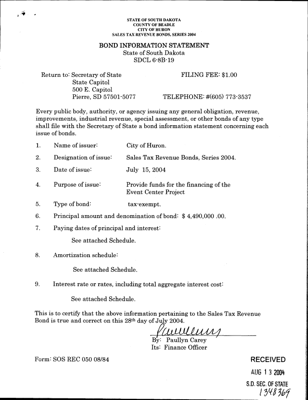 STATE OF SOUTH DAKOTA
COUNTY OF BEADLE
CITY OF HURON
SALES TAX REVENUE BONDS, SERIES 2004
BOND INFORMATION STATEMENT
State of South Dakota
SDCL 6-8B-19
Return to: Secretary of State FILING FEE: $1.00
State Capitol
500 E. Capitol
Pierre, SD 57501-5077 TELEPHONE: #(605) 773-3537
Every public body, authority, or agency issuing any general obligation, revenue,
improvements, industrial revenue, special assessment, or other bonds of any type
shall file with the Secretary of State a bond information statement concerning each
issue of bonds.
1. Name of issuer: City of Huron.
2. Designation of issue: Sales Tax Revenue Bonds, Series 2004.
3. Date of issue: July 15, 2004
4. Purpose of issue: Provide funds for the financing of the
Event Center Project
5. Type of bond: tax-exempt.
6. Principal amount and denomination of bond: $ 4,490,000 .00.
7. Paying dates of principal and interest:
See attached Schedule.
8. Amortization schedule:
See attached Schedule.
9. Interest rate or rates, including total aggregate interest cost:
See attached Schedule.
This is to certify that the above information pertaining to the Sales Tax Revenue
Bond is true and correct on this 28th day of July 2004.
By: Paullyn Carey
Its: Finance Officer
Form: SOS REC 050 08/84 RECEIVED
AUG 13 2004
S.D. SEC. OF STATE
1348369